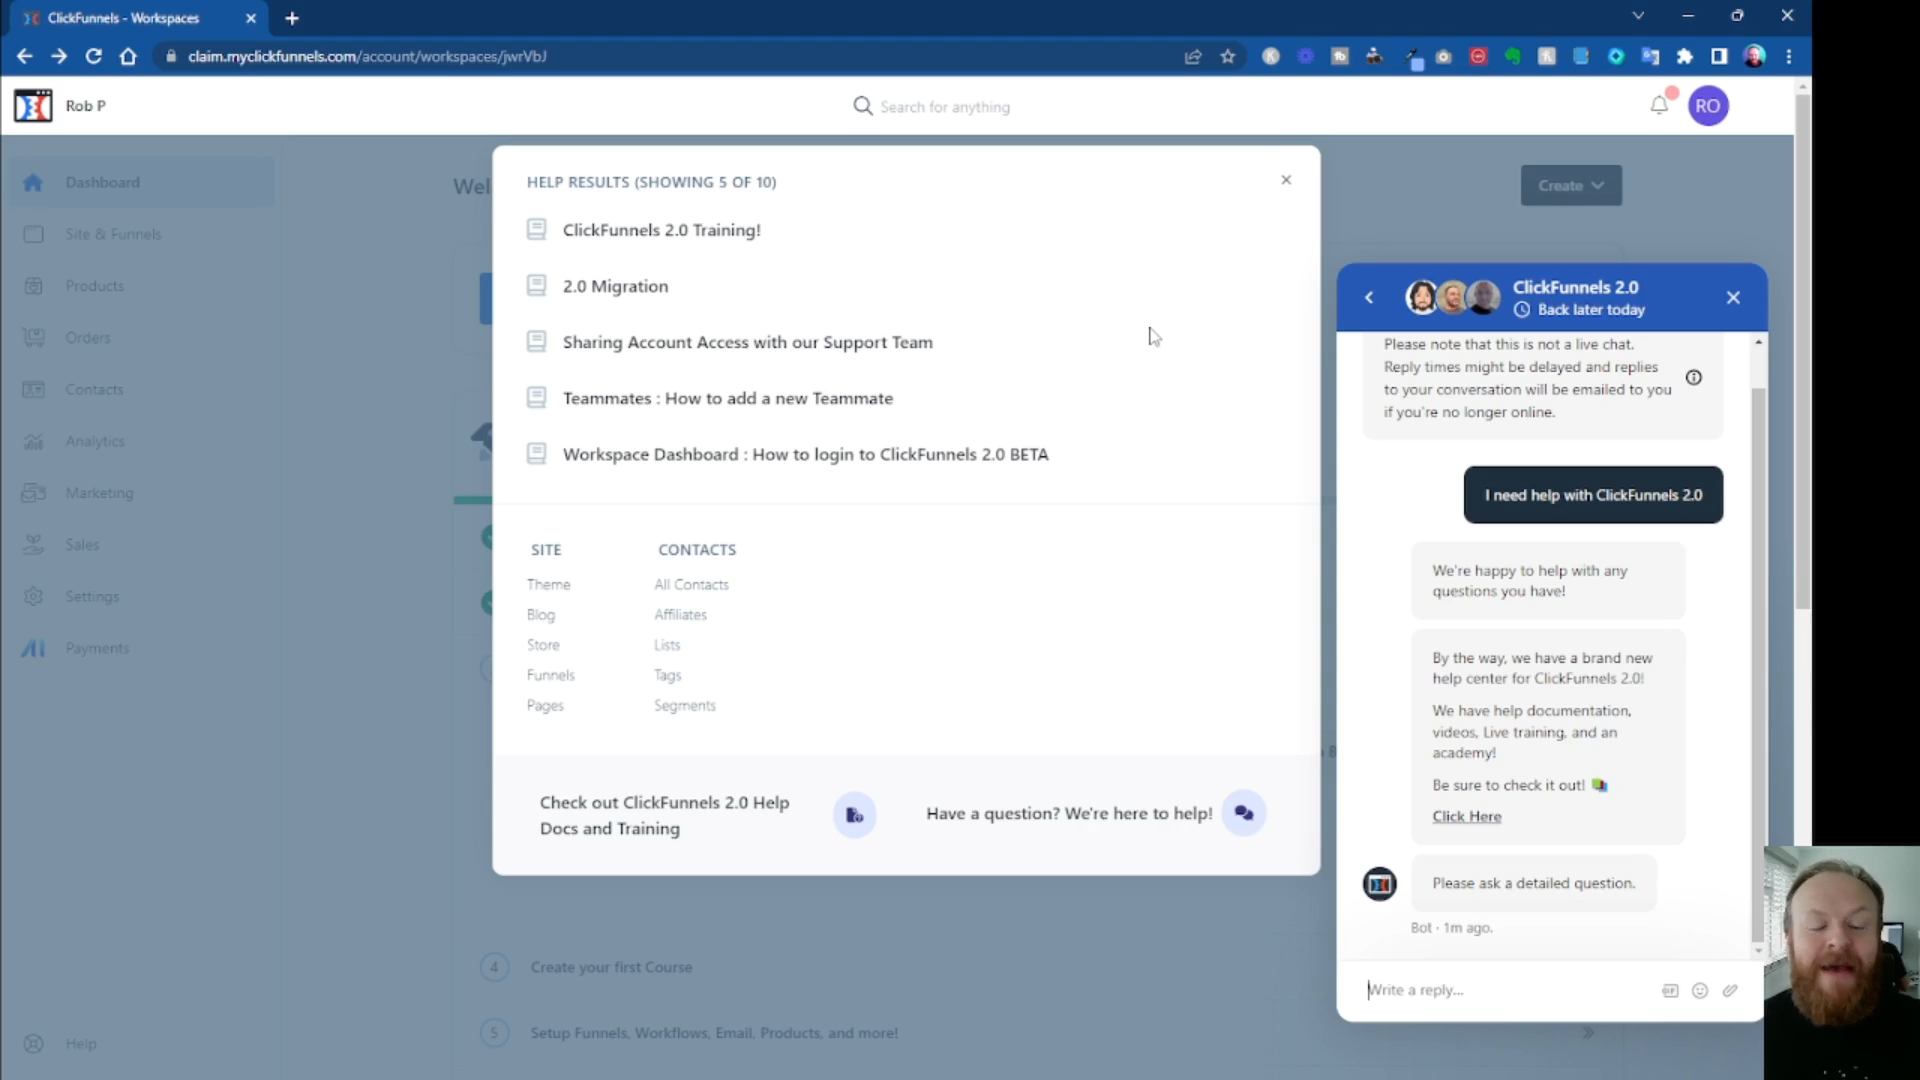 ClickFunnels - Workspaces
claim.myclickfunnels.com/account/workspaces/jwrVbJ
Rob P
Search for anything
RO
Dashboard
Site & Funnels
Products
Orders
Contacts
Analytics
Marketing
Sales
Settings
Payments
Help
Wel
Create
HELP RESULTS (SHOWING 5 OF 10)
ClickFunnels 2.0 Training!
2.0 Migration
Sharing Account Access with our Support Team
Teammates : How to add a new Teammate
Workspace Dashboard : How to login to ClickFunnels 2.0 BETA
SITE
Theme
Blog
Store
Funnels
Pages
CONTACTS
All Contacts
Affiliates
Lists
Tags
Segments
Check out ClickFunnels 2.0 Help
Docs and Training
Have a question? We're here to help!
4 Create your first Course
5 Setup Funnels, Workflows, Email, Products, and more!
ClickFunnels 2.0
Back later today
Please note that this is not a live chat.
Reply times might be delayed and replies
to your conversation will be emailed to you
if you're no longer online.
I need help with ClickFunnels 2.0
We're happy to help with any
questions you have!
By the way, we have a brand new
help center for ClickFunnels 2.0!
We have help documentation,
videos, Live training, and an
academy!
Be sure to check it out!
Click Here
Please ask a detailed question.
Bot · 1m ago.
Write a reply...
GIF